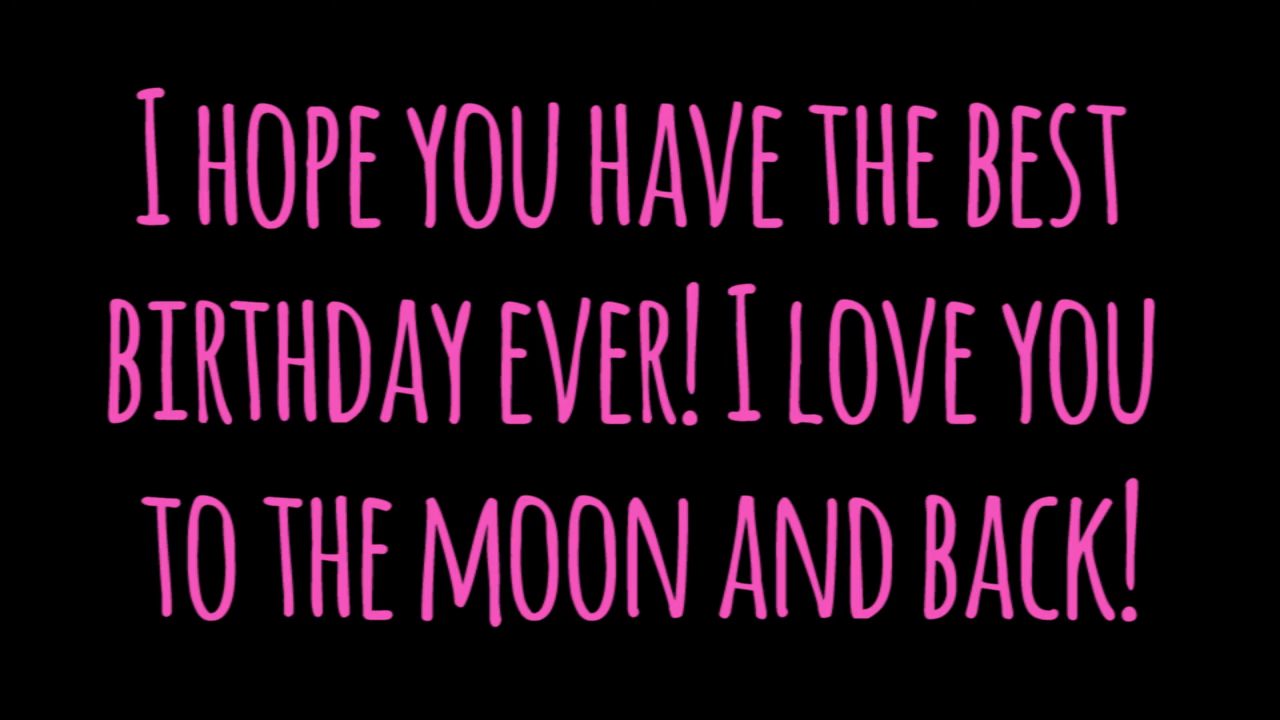 I HOPE YOU HAVE THE BEST
BIRTHDAY EVER! I LOVE YOU
TO THE MOON AND BACK!